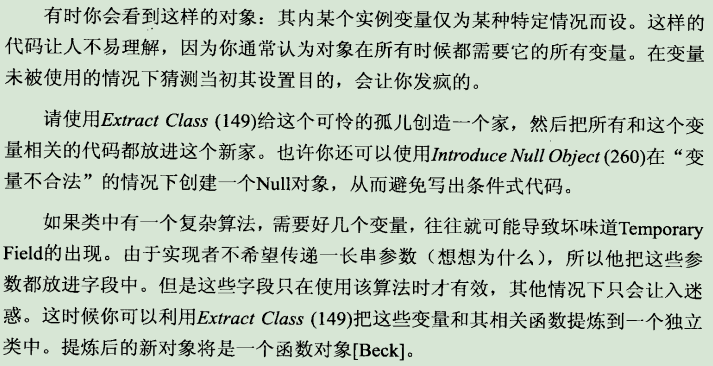 有时你会看到这样的对象：其内某个实例变量仅为某种特定情况而设。这样的
代码让人不易理解，因为你通常认为对象在所有时候都需要它的所有变量。在变量
未被使用的情况下猜测当初其设置目的，会让你发疯的。
请使用Extract Class (149)给这个可怜的孤儿创造一个家，然后把所有和这个变
量相关的代码都放进这个新家。也许你还可以使用Introduce Null Object (260)在“变
量不合法”的情况下创建一个Null对象，从而避免写出条件式代码。
如果类中有一个复杂算法，需要好几个变量，往往就可能导致坏味道Temporary
Field的出现。由于实现者不希望传递一长串参数（想想为什么），所以他把这些参
数都放进字段中。但是这些字段只在使用该算法时才有效，其他情况下只会让人迷
惑。这时候你可以利用Extract Class (149)把这些变量和其相关函数提炼到一个独立
类中。提炼后的新对象将是一个函数对象[Beck]。